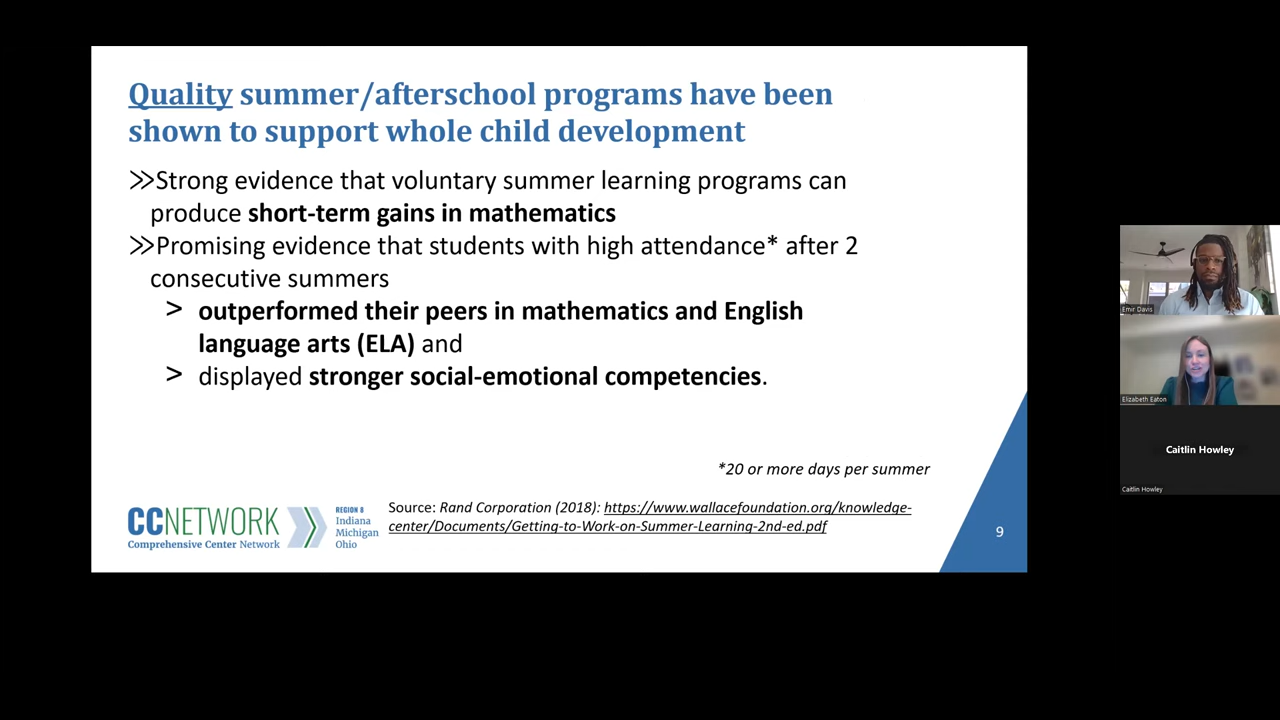 Quality summer/afterschool programs have been
shown to support whole child development
≫Strong evidence that voluntary summer learning programs can
produce short-term gains in mathematics
≫Promising evidence that students with high attendance* after 2
consecutive summers
> outperformed their peers in mathematics and English
language arts (ELA) and
> displayed stronger social-emotional competencies.
*20 or more days per summer
CCNETWORK
Comprehensive Center Network
REGION 8
Indiana
Michigan
Ohio
Source: Rand Corporation (2018): https://www.wallacefoundation.org/knowledge-
center/Documents/Getting-to-Work-on-Summer-Learning-2nd-ed.pdf
9
Emir Davis
Elizabeth Eaton
Caitlin Howley
Caitlin Howley